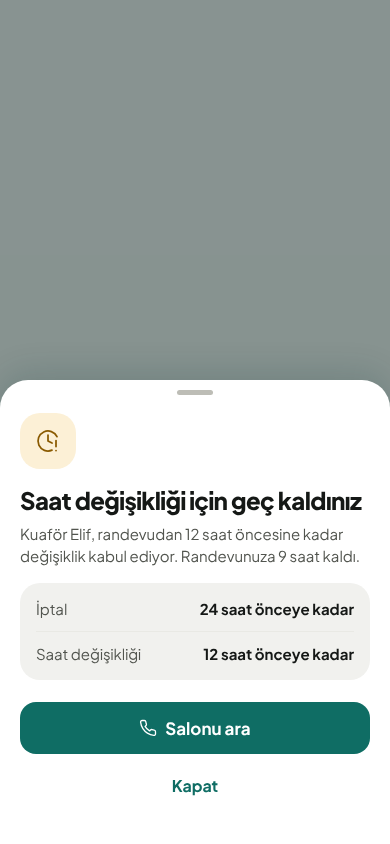 Saat değişikliği için geç kaldınız
Kuaför Elif, randevudan 12 saat öncesine kadar
değişiklik kabul ediyor. Randevunuza 9 saat kaldı.
İptal 24 saat önceye kadar
Saat değişikliği 12 saat önceye kadar
Salonu ara
Kapat